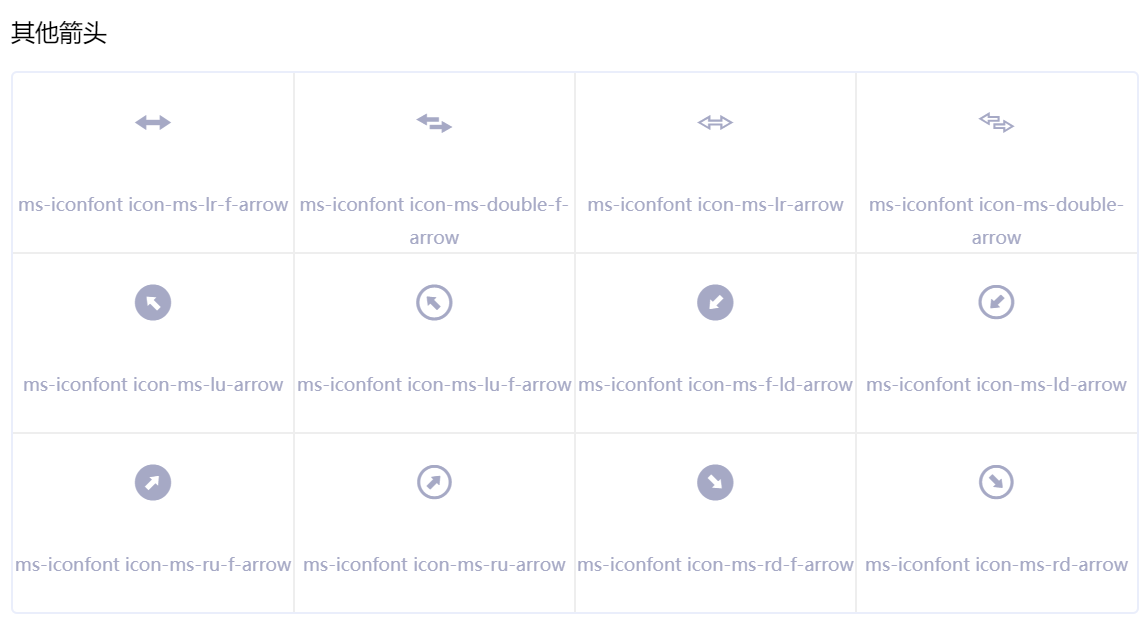 其他箭头
ms-iconfont icon-ms-lr-f-arrow
ms-iconfont icon-ms-double-f-
arrow
ms-iconfont icon-ms-lr-arrow
ms-iconfont icon-ms-double-
arrow
ms-iconfont icon-ms-lu-arrow
ms-iconfont icon-ms-lu-f-arrow
ms-iconfont icon-ms-f-ld-arrow
ms-iconfont icon-ms-ld-arrow
ms-iconfont icon-ms-ru-f-arrow
ms-iconfont icon-ms-ru-arrow
ms-iconfont icon-ms-rd-f-arrow
ms-iconfont icon-ms-rd-arrow